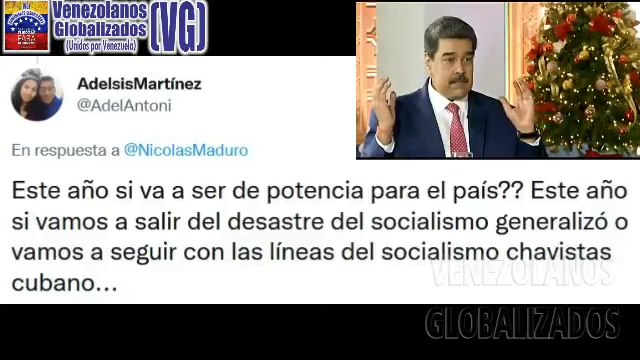 Venezolanos
Globalizados
(Unidos por Venezuela)
(VG)
AdelsisMartínez
@AdelAntoni
En respuesta a @NicolasMaduro
Este año si va a ser de potencia para el país?? Este año
si vamos a salir del desastre del socialismo generalizó o
vamos a seguir con las líneas del socialismo chavistas
cubano...
VENEZOLANOS
GLOBALIZADOS